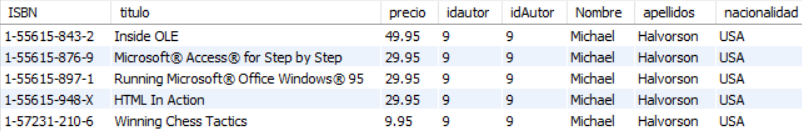 ISBN titulo precio idautor idAutor Nombre apellidos nacionalidad
1-55615-843-2 Inside OLE 49.95 9 9 Michael Halvorson USA
1-55615-876-9 Microsoft® Access® for Step by Step 29.95 9 9 Michael Halvorson USA
1-55615-897-1 Running Microsoft® Office Windows® 95 29.95 9 9 Michael Halvorson USA
1-55615-948-X HTML In Action 29.95 9 9 Michael Halvorson USA
1-57231-210-6 Winning Chess Tactics 9.95 9 9 Michael Halvorson USA